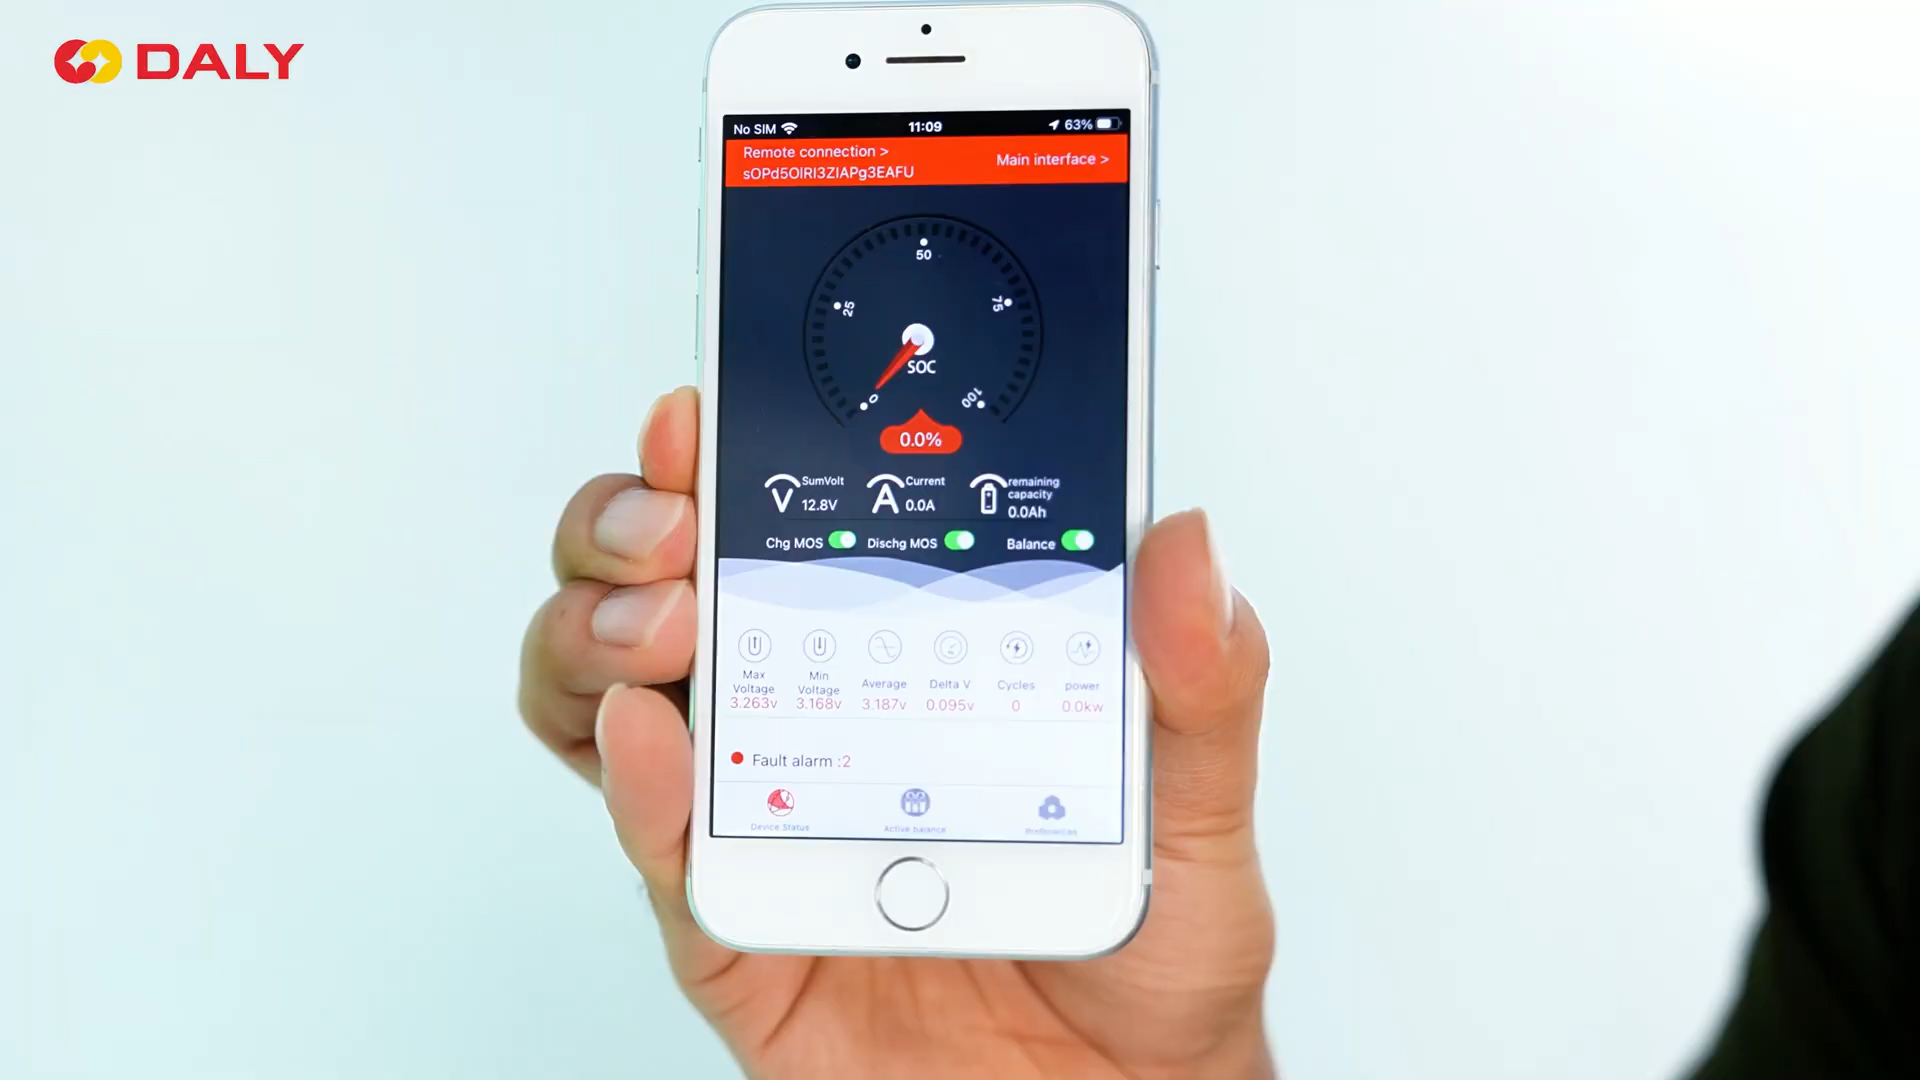 DALY
No SIM
11:09
63%
Remote connection >
Main interface >
50
25
75
SOC
0
100
0.0%
SumVolt
V
12.8V
Current
A
0.0A
remaining
capacity
0.0Ah
Chg MOS
Dischg MOS
Balance
Max
Voltage
3.263v
Min
Voltage
3.168v
Average
3.187v
Delta V
0.095v
Cycles
0
power
0.0kw
Fault alarm :2
Device Status
Active balance